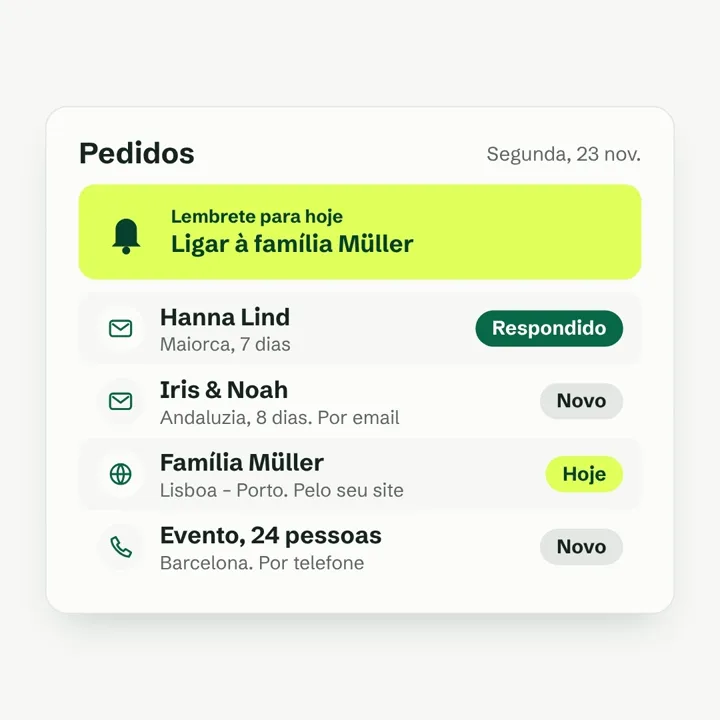 Pedidos
Segunda, 23 nov.
Lembrete para hoje
Ligar à família Müller
Hanna Lind
Maiorca, 7 dias
Respondido
Iris & Noah
Andaluzia, 8 dias. Por email
Novo
Família Müller
Lisboa – Porto. Pelo seu site
Hoje
Evento, 24 pessoas
Barcelona. Por telefone
Novo